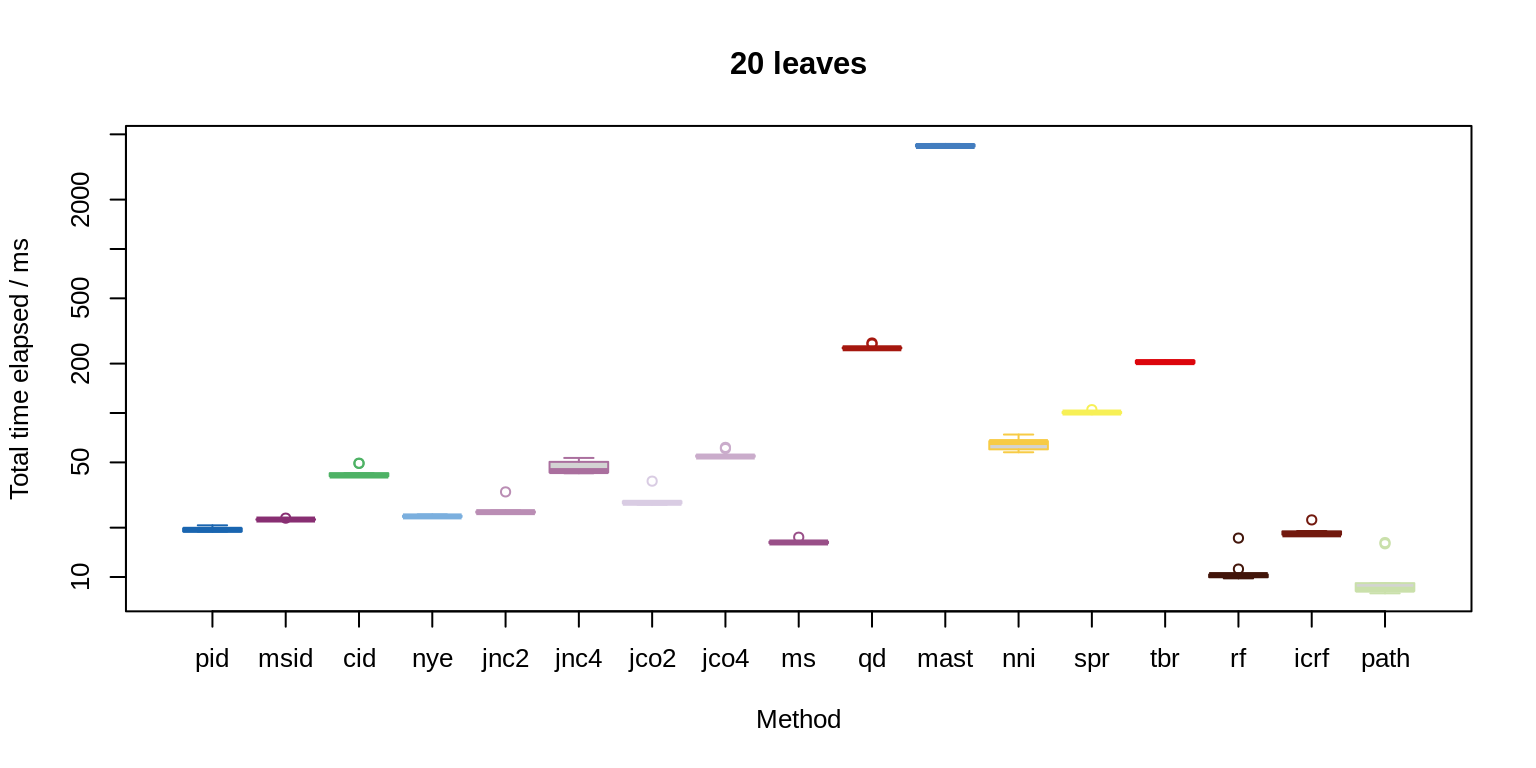 20 leaves
Total time elapsed / ms
2000
500
200
50
10
pid msid cid nye jnc2 jnc4 jco2 jco4 ms qd mast nni spr tbr rf icrf path
Method